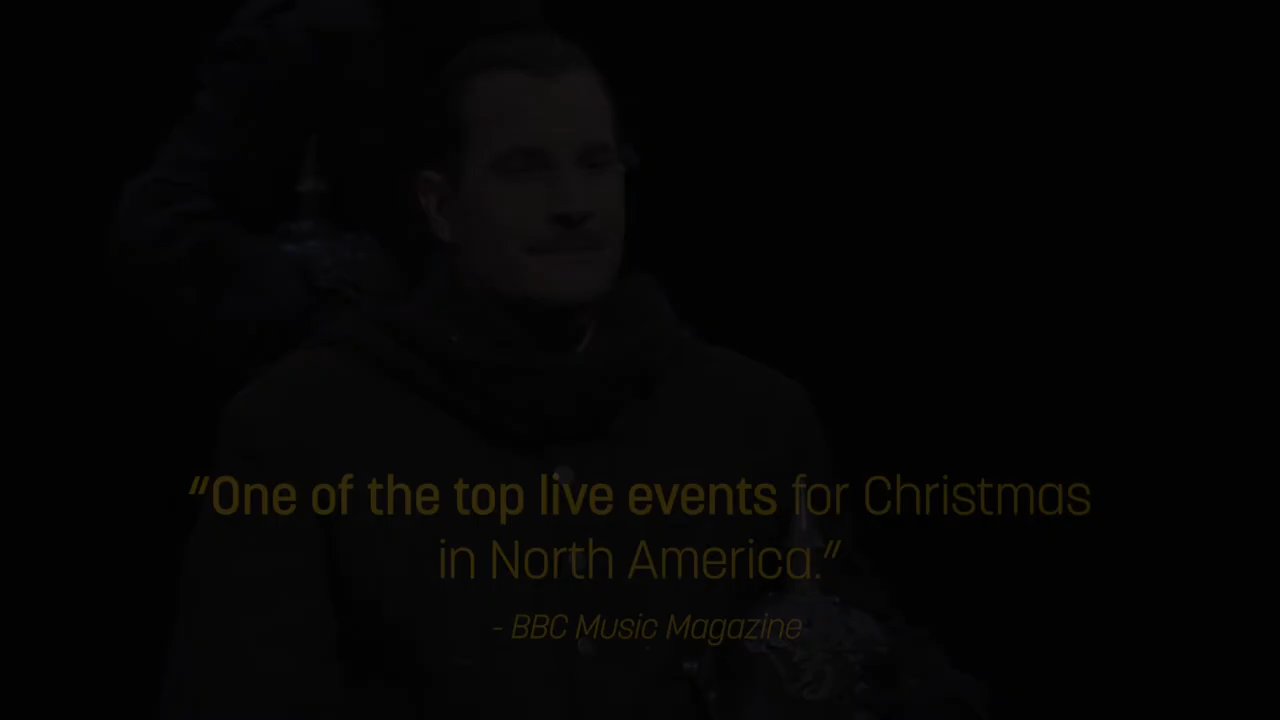 “One of the top live events for Christmas
in North America.”
- BBC Music Magazine